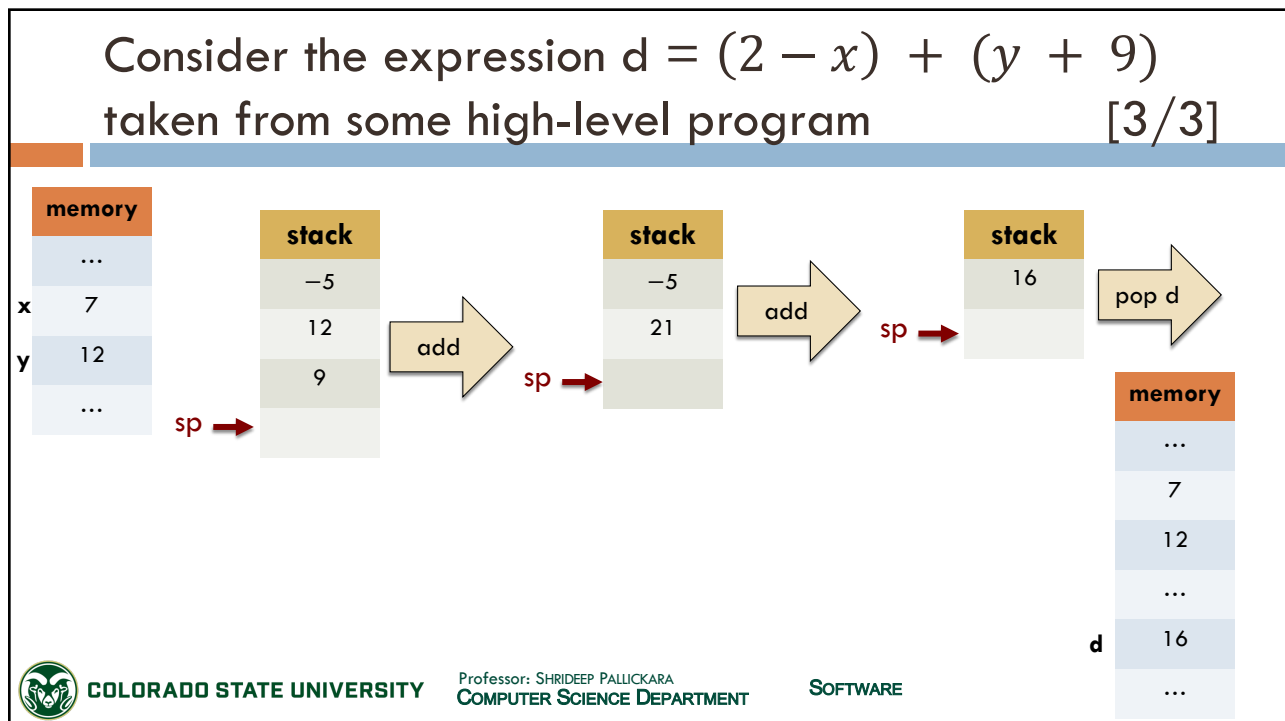 Consider the expression d = (2 − x) + (y + 9)
taken from some high-level program [3/3]
memory
...
x 7
y 12
...
stack
−5
12
9
sp
add
stack
−5
21
sp
add
stack
16
sp
pop d
memory
...
7
12
...
d 16
...
COLORADO STATE UNIVERSITY
Professor: SHRIDEEP PALLICKARA
COMPUTER SCIENCE DEPARTMENT
SOFTWARE